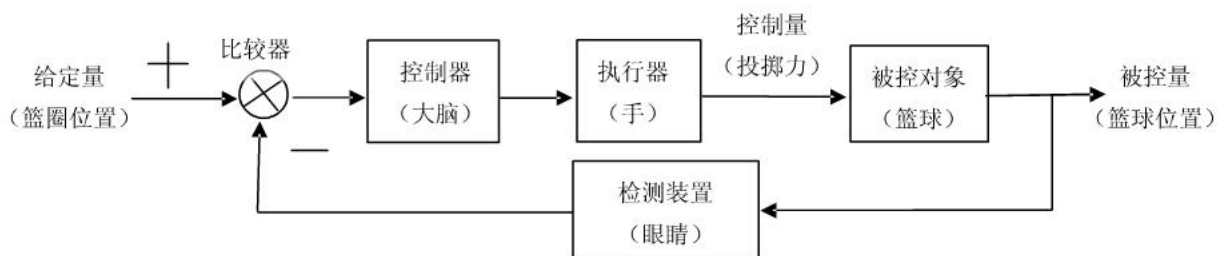 给定量
（篮圈位置）
+
比较器
−
控制器
（大脑）
执行器
（手）
控制量
（投掷力）
被控对象
（篮球）
被控量
（篮球位置）
检测装置
（眼睛）